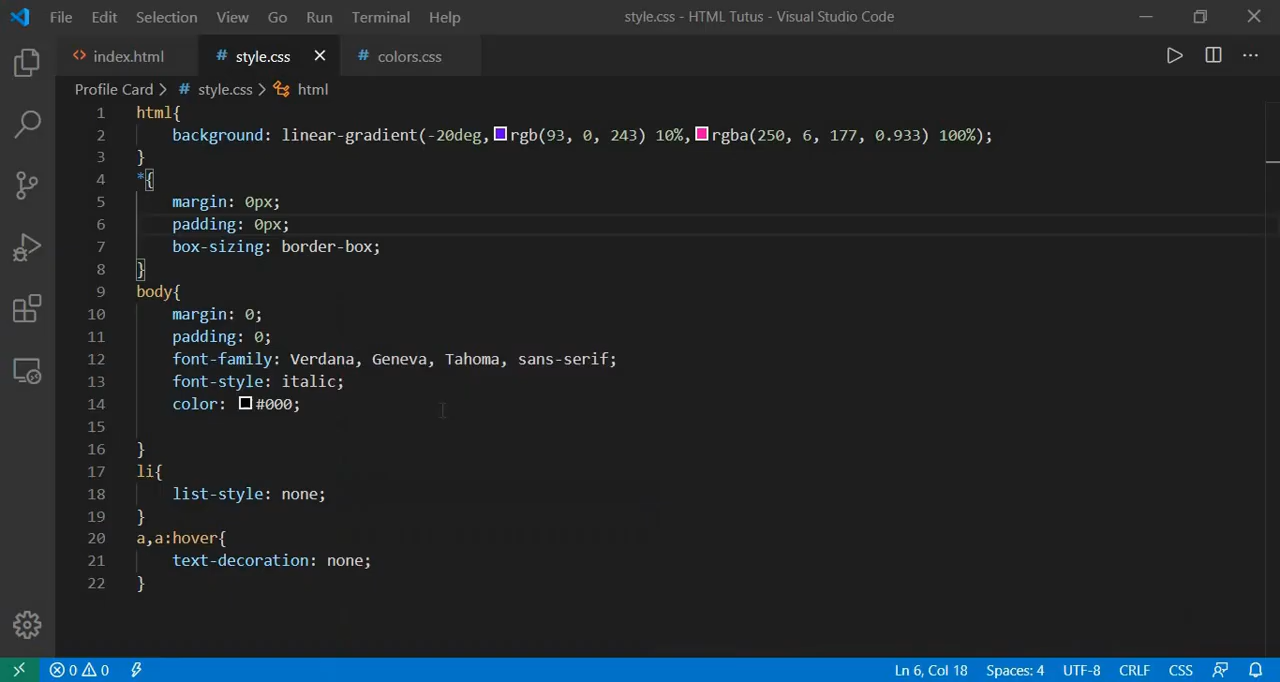 File Edit Selection View Go Run Terminal Help style.css - HTML Tutus - Visual Studio Code
index.html # style.css # colors.css
Profile Card > # style.css > html
1 html{
2 background: linear-gradient(-20deg,rgb(93, 0, 243) 10%,rgba(250, 6, 177, 0.933) 100%);
3 }
4 *{
5 margin: 0px;
6 padding: 0px;
7 box-sizing: border-box;
8 }
9 body{
10 margin: 0;
11 padding: 0;
12 font-family: Verdana, Geneva, Tahoma, sans-serif;
13 font-style: italic;
14 color: #000;
15
16 }
17 li{
18 list-style: none;
19 }
20 a,a:hover{
21 text-decoration: none;
22 }
0 0 Ln 6, Col 18 Spaces: 4 UTF-8 CRLF CSS